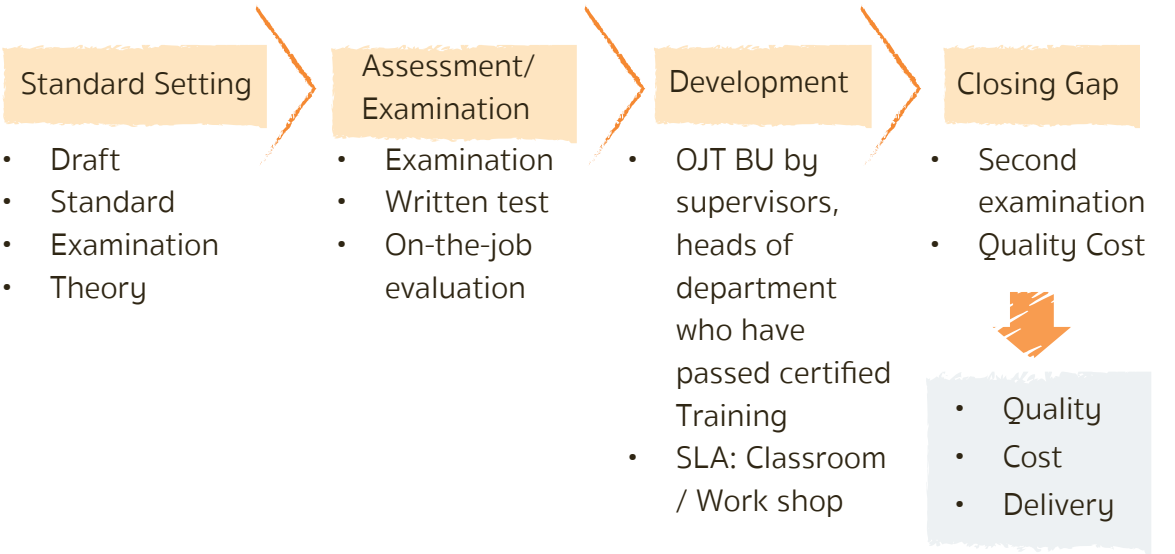 Standard Setting
• Draft
• Standard
• Examination
• Theory
Assessment/
Examination
• Examination
• Written test
• On-the-job
evaluation
Development
• OJT BU by
supervisors,
heads of
department
who have
passed certified
Training
• SLA: Classroom
/ Work shop
Closing Gap
• Second
examination
• Quality Cost
• Quality
• Cost
• Delivery